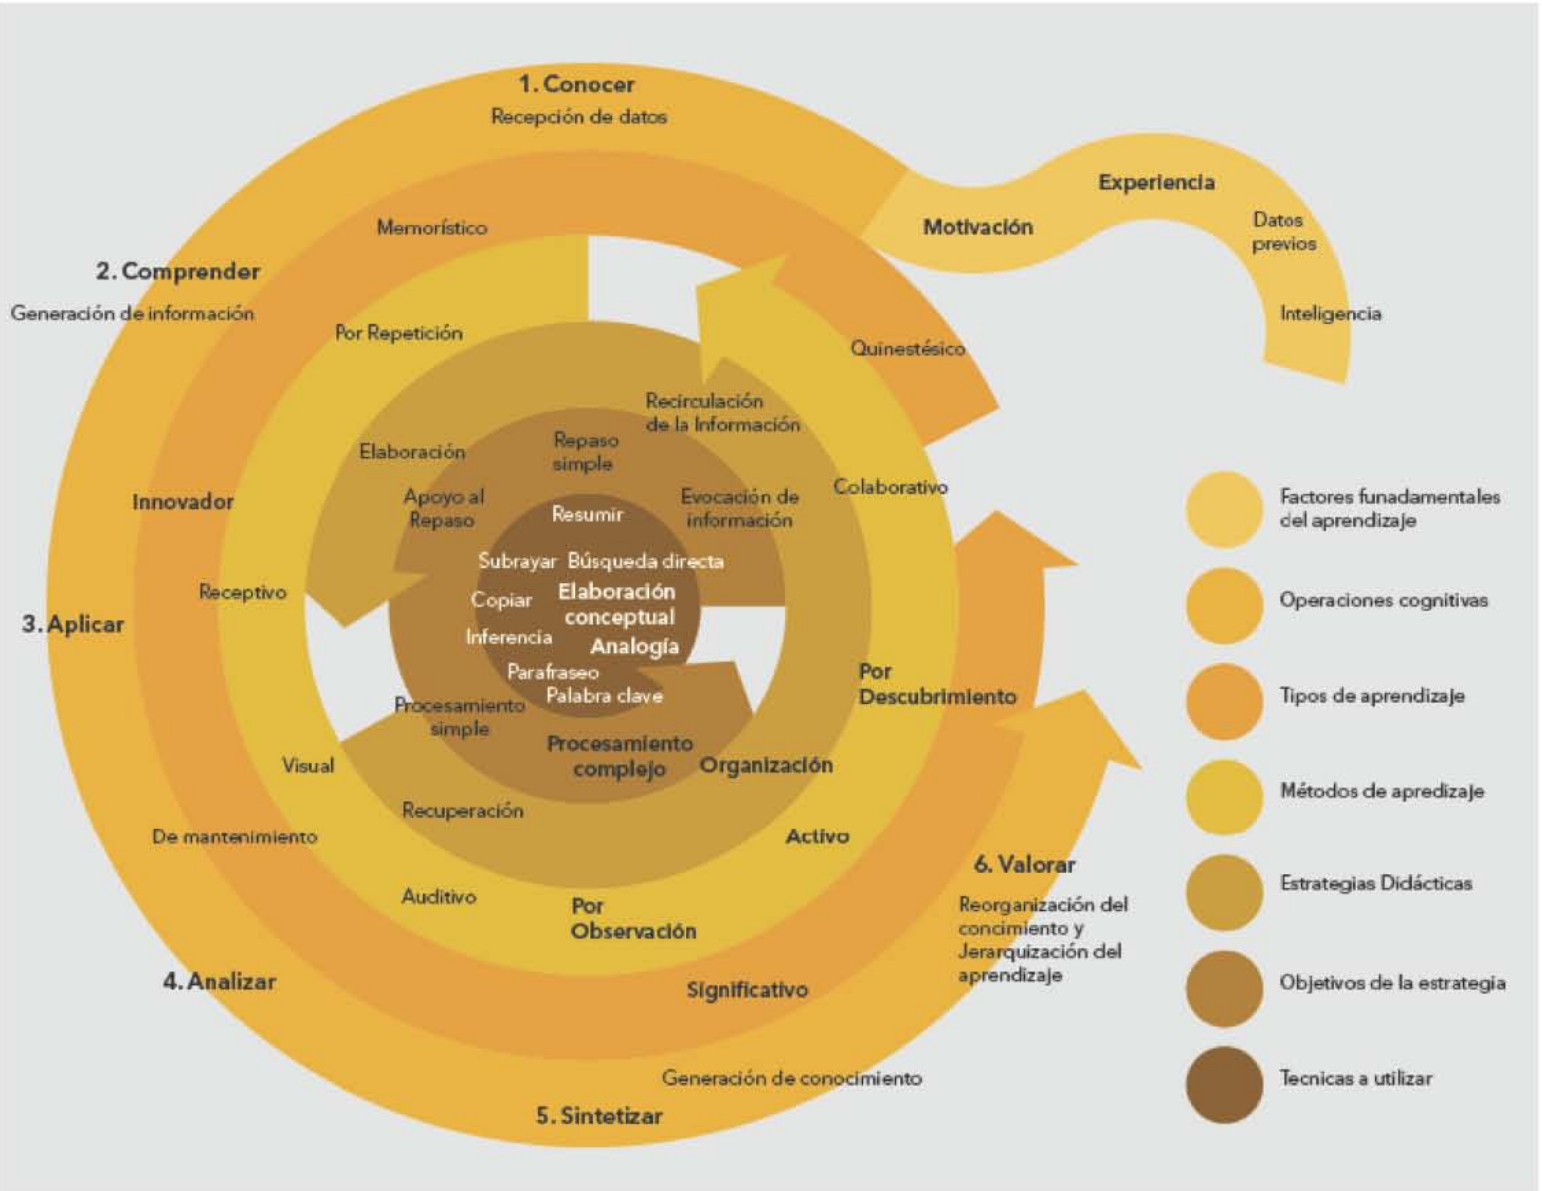 1. Conocer
Recepción de datos
Experiencia
Motivación
Datos
previos
Inteligencia
Memorístico
2. Comprender
Generación de información
Por Repetición
Quinestésico
Recirculación
de la Información
Elaboración
Repaso
simple
Apoyo al
Repaso
Evocación de
información
Colaborativo
Innovador
Resumir
Subrayar
Búsqueda directa
Copiar
Elaboración
conceptual
Inferencia
Analogía
Parafraseo
Palabra clave
Receptivo
3. Aplicar
Por
Descubrimiento
Procesamiento
simple
Procesamiento
complejo
Organización
Visual
Recuperación
De mantenimiento
Activo
Auditivo
Por
Observación
6. Valorar
Reorganización del
concimiento y
Jerarquización del
aprendizaje
4. Analizar
Significativo
Generación de conocimiento
5. Sintetizar
Factores funadamentales
del aprendizaje
Operaciones cognitivas
Tipos de aprendizaje
Métodos de apredizaje
Estrategias Didácticas
Objetivos de la estrategia
Tecnicas a utilizar